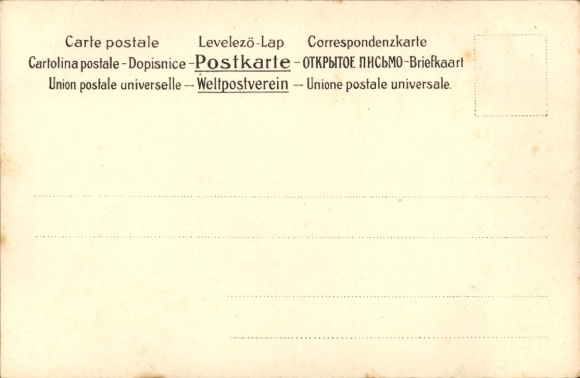 Carte postale Levelező-Lap Correspondenzkarte
Cartolina postale - Dopisnice - Postkarte - ОТКРЫТОЕ ПИСЬМО - Briefkaart
Union postale universelle — Weltpostverein — Unione postale universale.